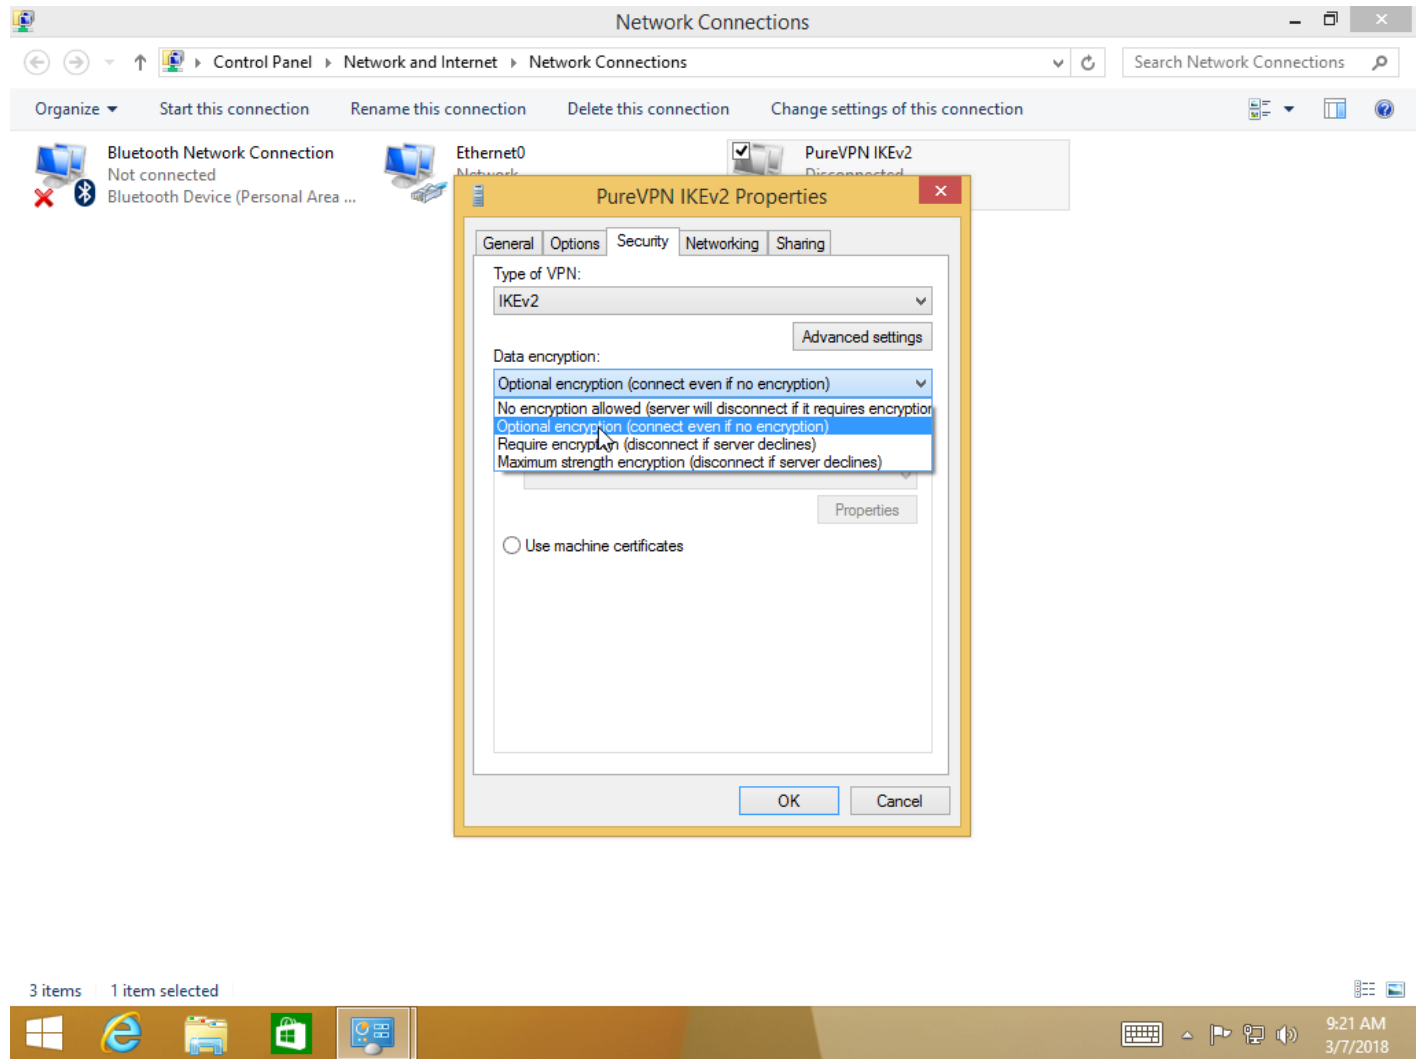 Network Connections
Control Panel Network and Internet Network Connections
Search Network Connections
Organize Start this connection Rename this connection Delete this connection Change settings of this connection
Bluetooth Network Connection
Not connected
Bluetooth Device (Personal Area ...
Ethernet0
Network
PureVPN IKEv2
Disconnected
PureVPN IKEv2 Properties
General Options Security Networking Sharing
Type of VPN:
IKEv2
Advanced settings
Data encryption:
Optional encryption (connect even if no encryption)
No encryption allowed (server will disconnect if it requires encryption
Optional encryption (connect even if no encryption)
Require encryption (disconnect if server declines)
Maximum strength encryption (disconnect if server declines)
Properties
Use machine certificates
OK Cancel
3 items 1 item selected
9:21 AM
3/7/2018